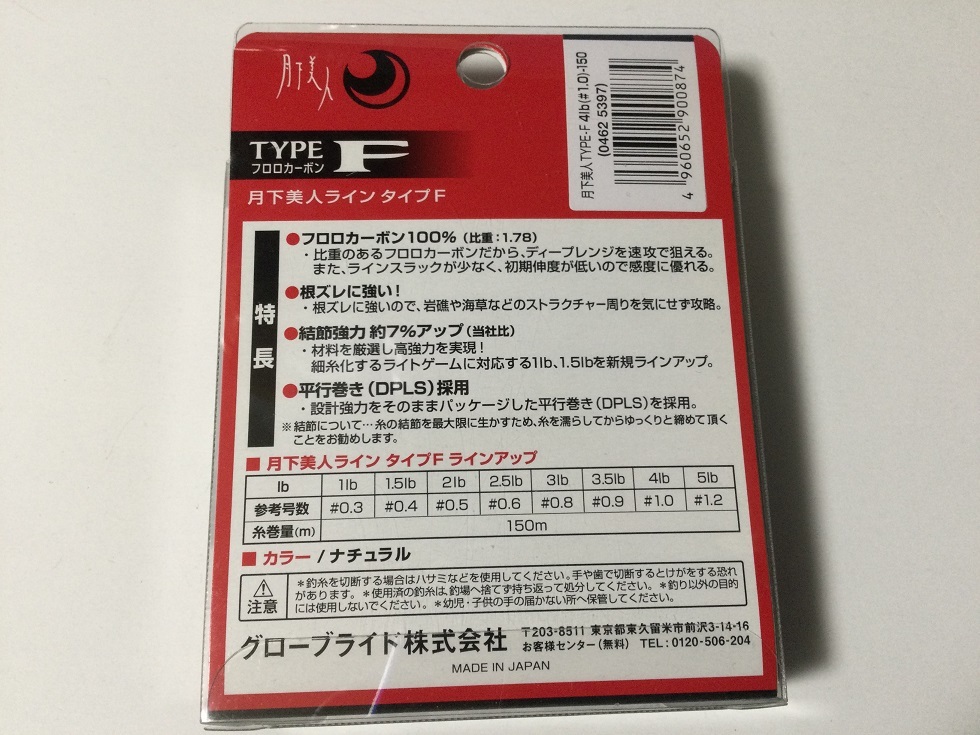 月下美人
TYPE F
フロロカーボン
月下美人ライン タイプF
月下美人TYPE-F 4lb(#1.0)-150
(0462 5397)
4 960652 900874
特長
●フロロカーボン100%（比重：1.78）
・比重のあるフロロカーボンだから、ディープレンジを速攻で狙える。
また、ラインスラックが少なく、初期伸度が低いので感度に優れる。
●根ズレに強い！
・根ズレに強いので、岩礁や海草などのストラクチャー周りを気にせず攻略。
●結節強力 約7%アップ（当社比）
・材料を厳選し高強力を実現！
細糸化するライトゲームに対応する1lb、1.5lbを新規ラインアップ。
●平行巻き（DPLS）採用
・設計強力をそのままパッケージした平行巻き（DPLS）を採用。
※結節について…糸の結節を最大限に生かすため、糸を濡らしてからゆっくりと締めて頂く
ことをお勧めします。
■ 月下美人ライン タイプF ラインアップ
lb 1lb 1.5lb 2lb 2.5lb 3lb 3.5lb 4lb 5lb
参考号数 #0.3 #0.4 #0.5 #0.6 #0.8 #0.9 #1.0 #1.2
糸巻量(m) 150m
■ カラー / ナチュラル
注意
＊釣糸を切断する場合はハサミなどを使用してください。手や歯で切断するとけがをする恐れ
があります。＊使用済の釣糸は、釣場へ捨てず持ち返って処分してください。＊釣り以外の目的
には使用しないでください。＊幼児・子供の手の届かない所へ保管してください。
グローブライド株式会社
〒203-8511 東京都東久留米市前沢3-14-16
お客様センター（無料） TEL：0120-506-204
MADE IN JAPAN